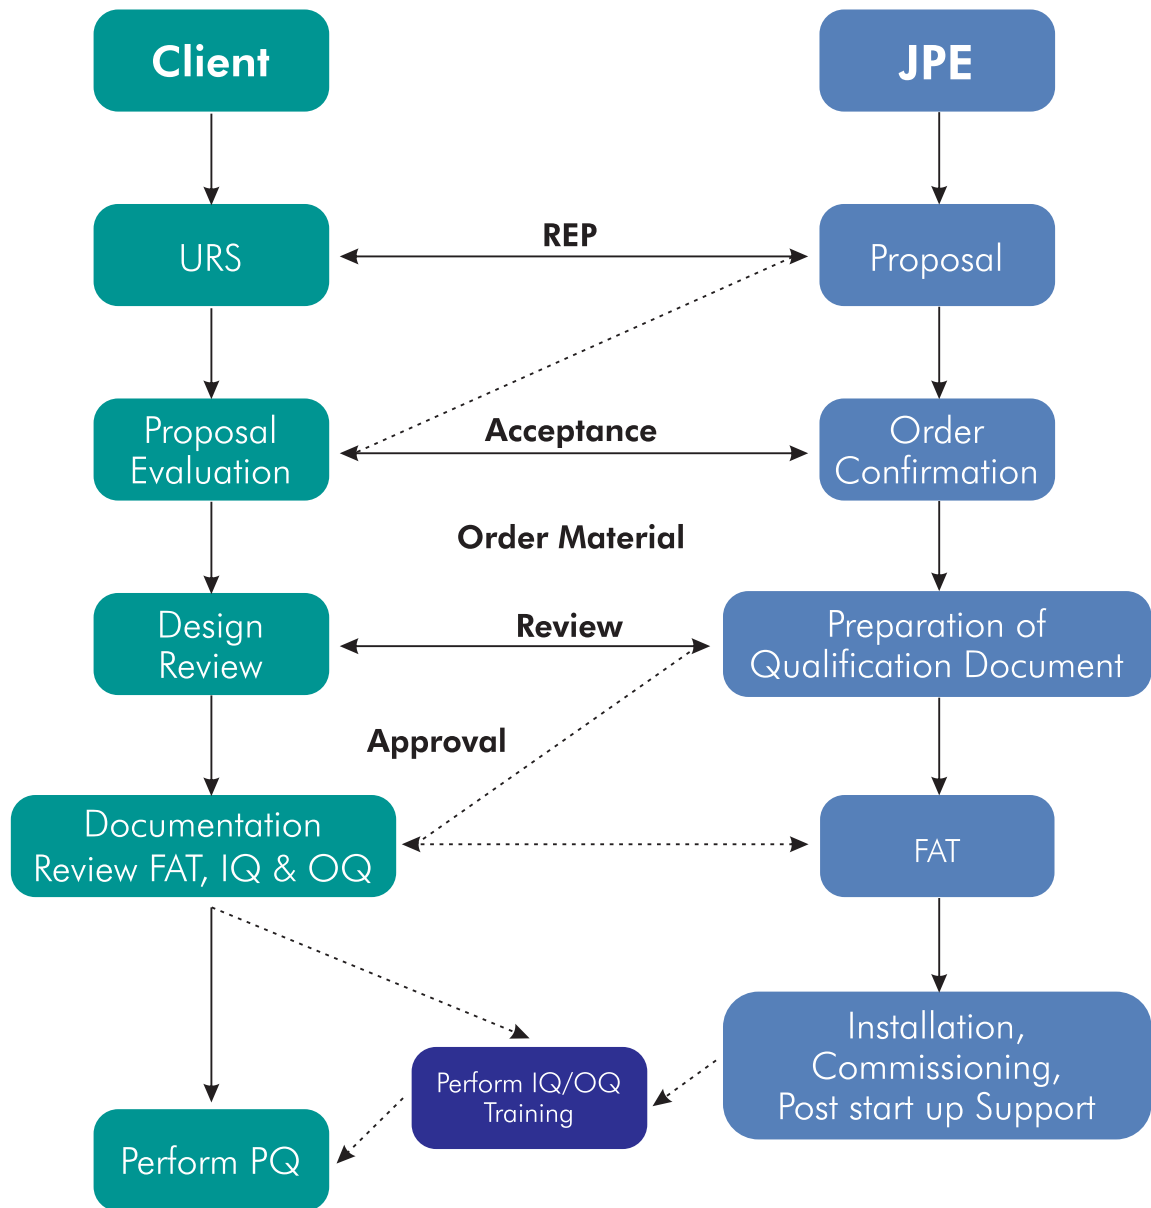 Client
JPE
URS
REP
Proposal
Proposal
Evaluation
Acceptance
Order
Confirmation
Order Material
Design
Review
Review
Preparation of
Qualification Document
Approval
Documentation
Review FAT, IQ & OQ
FAT
Installation,
Commissioning,
Post start up Support
Perform IQ/OQ
Training
Perform PQ